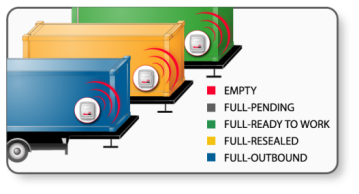 EMPTY
FULL-PENDING
FULL-READY TO WORK
FULL-RESEALED
FULL-OUTBOUND